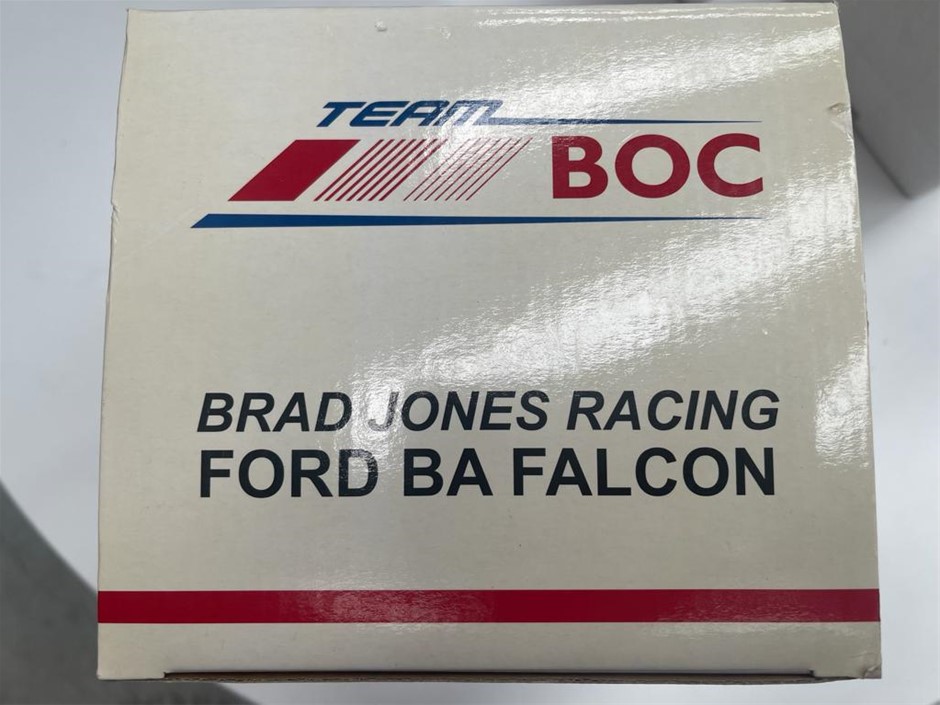 TEAM
BOC
BRAD JONES RACING
FORD BA FALCON